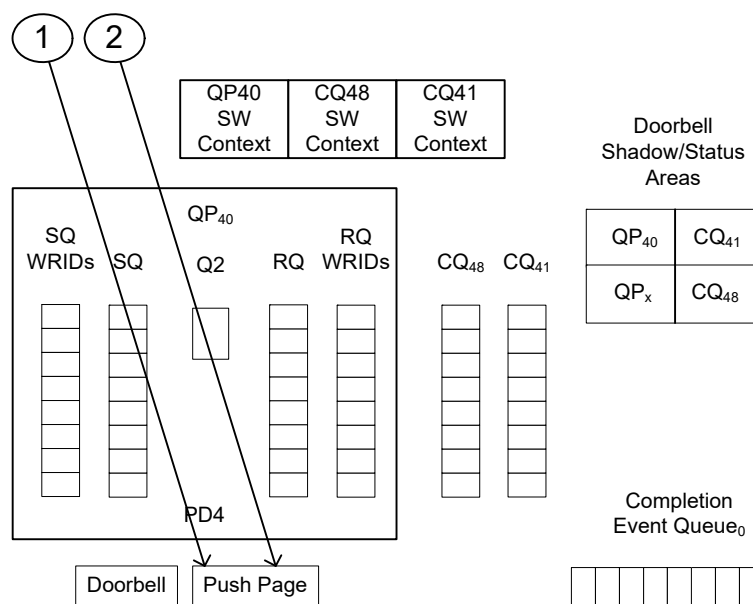 1 2
QP40 CQ48 CQ41
SW SW SW
Context Context Context
Doorbell
Shadow/Status
Areas
QP40
SQ
WRIDs
SQ
Q2
RQ
RQ
WRIDs
CQ48
CQ41
QP40 CQ41
QPx CQ48
PD4
Completion
Event Queue0
Doorbell
Push Page